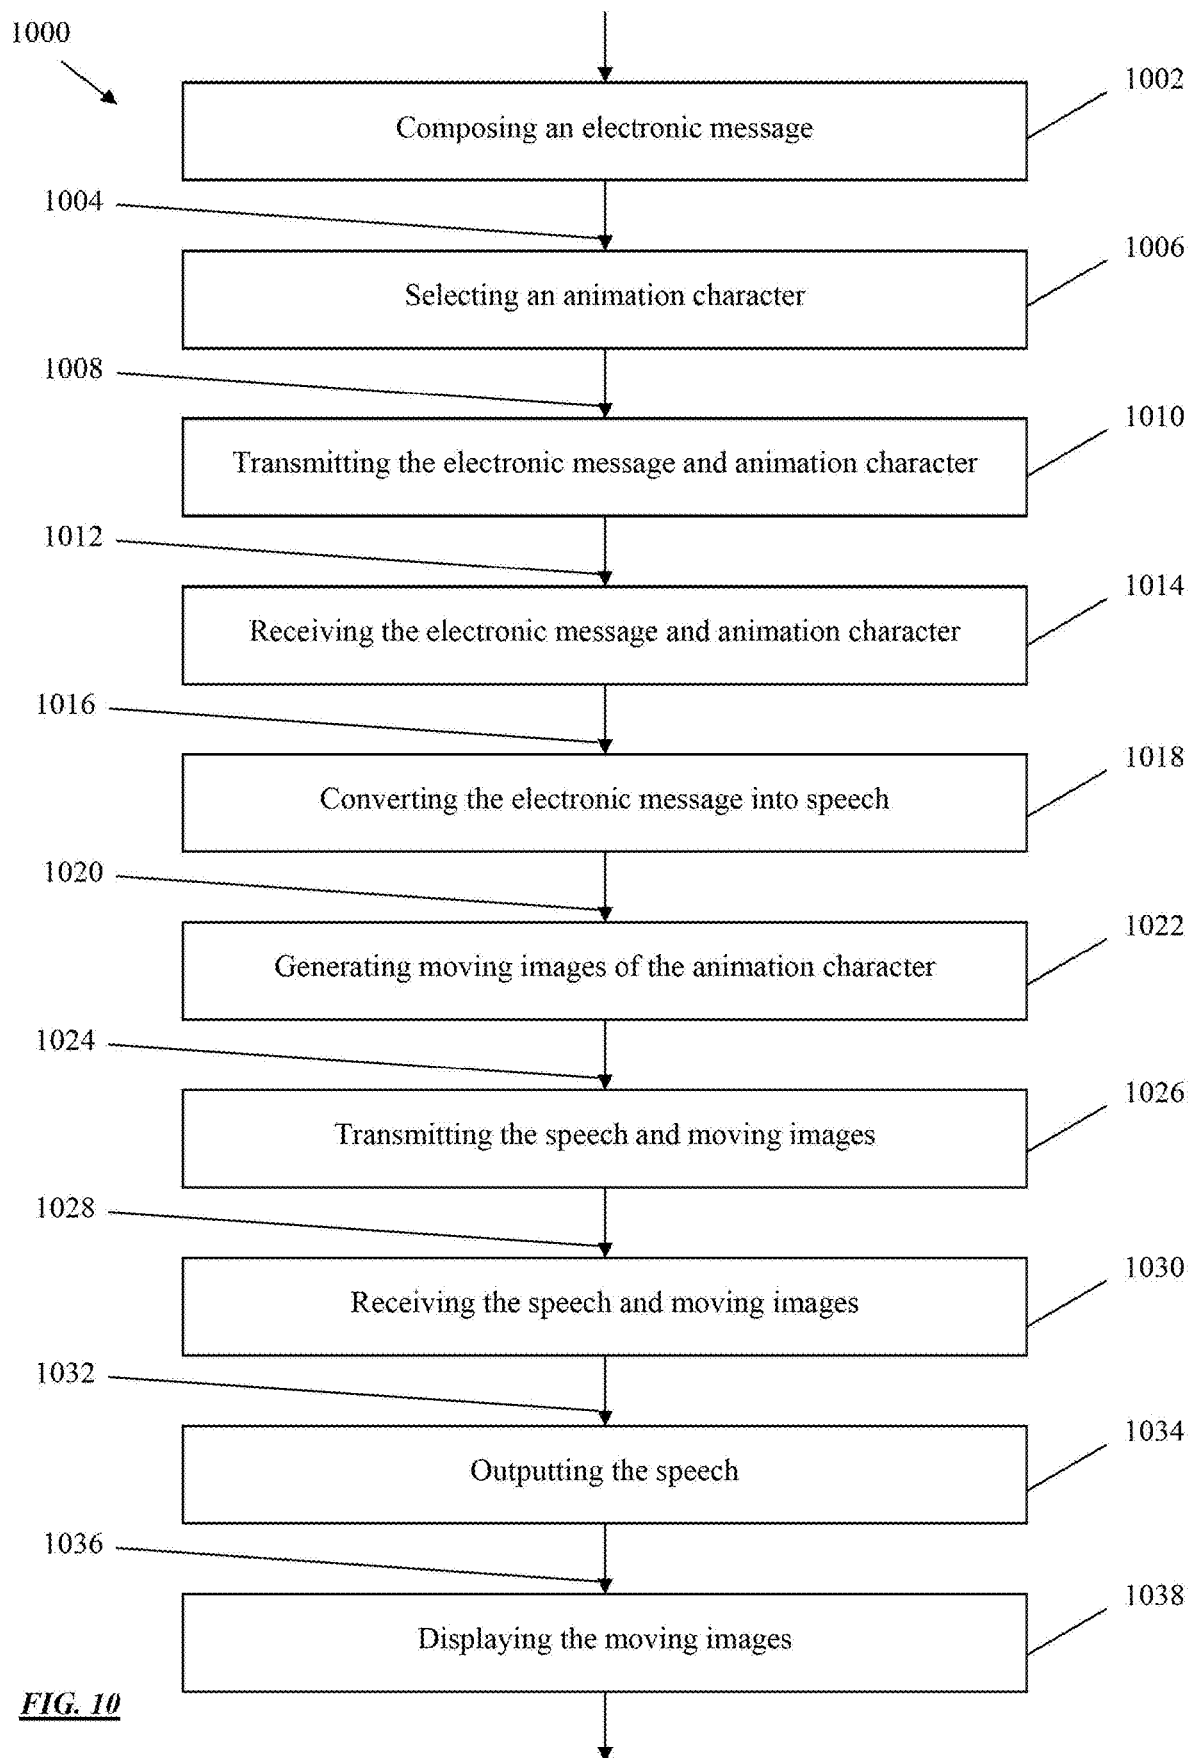 1000
1002
Composing an electronic message
1004
1006
Selecting an animation character
1008
1010
Transmitting the electronic message and animation character
1012
1014
Receiving the electronic message and animation character
1016
1018
Converting the electronic message into speech
1020
1022
Generating moving images of the animation character
1024
1026
Transmitting the speech and moving images
1028
1030
Receiving the speech and moving images
1032
1034
Outputting the speech
1036
1038
Displaying the moving images
FIG. 10